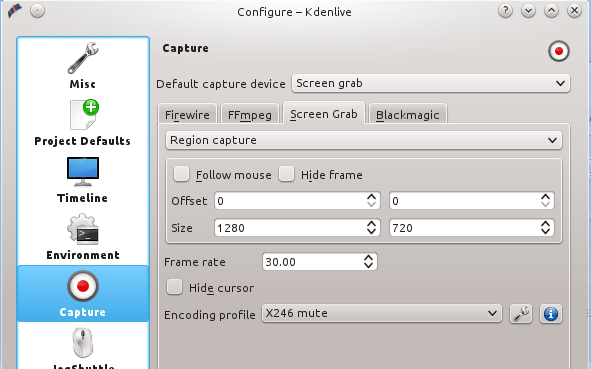 Configure – Kdenlive
Misc
Project Defaults
Timeline
Environment
Capture
JogShuttle
Capture
Default capture device Screen grab
Firewire FFmpeg Screen Grab Blackmagic
Region capture
Follow mouse Hide frame
Offset 0 0
Size 1280 720
Frame rate 30.00
Hide cursor
Encoding profile X246 mute